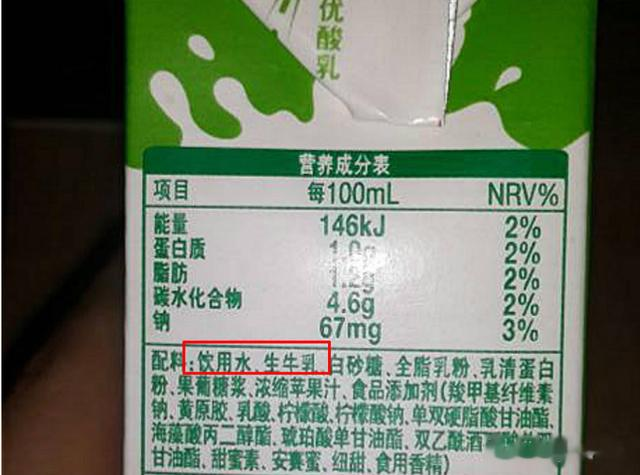 优酸乳
营养成分表
项目 每100mL NRV%
能量 146kJ 2%
蛋白质 1.0g 2%
脂肪 1.2g 2%
碳水化合物 4.6g 2%
钠 67mg 3%
配料:饮用水、生牛乳、白砂糖、全脂乳粉、乳清蛋白
粉、果葡糖浆、浓缩苹果汁、食品添加剂(羧甲基纤维素
钠、黄原胶、乳酸、柠檬酸、柠檬酸钠、单双硬脂酸甘油酯、
海藻酸丙二醇酯、琥珀酸单甘油酯、双乙酰酒
甘油酯、甜蜜素、安赛蜜、纽甜、食用香精)